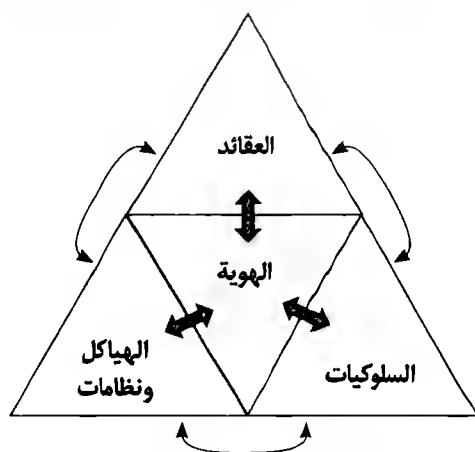 العقائد
الهوية
الهياكل
ونظامات
السلوكيات